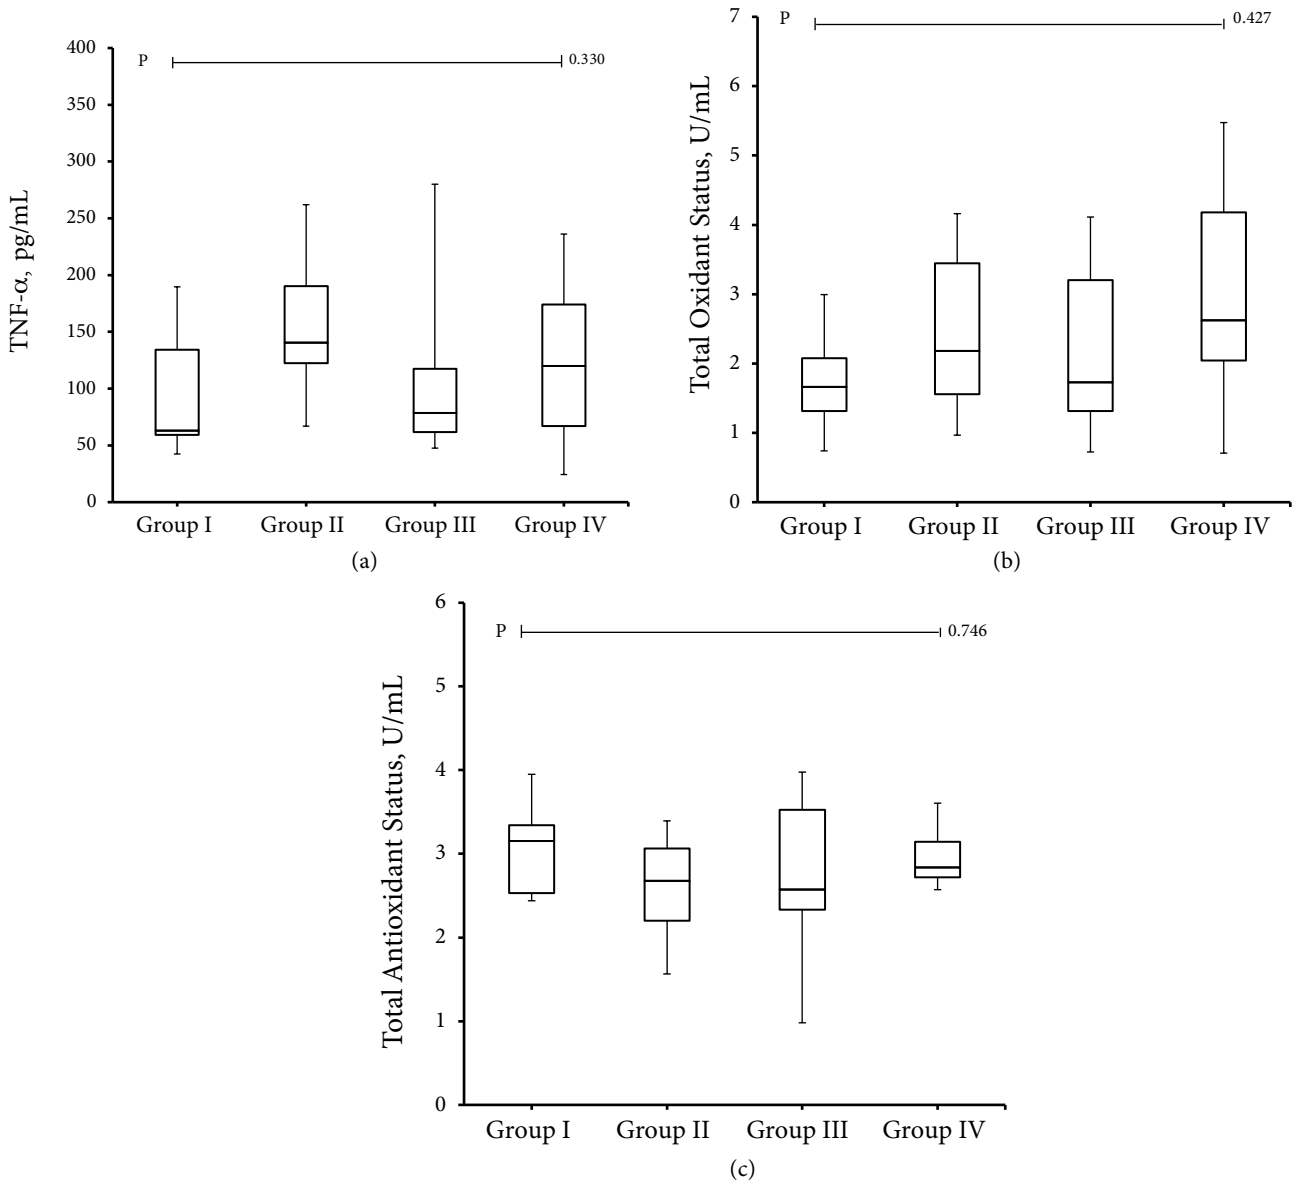 TNF-α, pg/mL
400
350
300
250
200
150
100
50
0
P
0.330
Group I
Group II
Group III
Group IV
(a)
Total Oxidant Status, U/mL
7
6
5
4
3
2
1
0
P
0.427
Group I
Group II
Group III
Group IV
(b)
Total Antioxidant Status, U/mL
6
5
4
3
2
1
0
P
0.746
Group I
Group II
Group III
Group IV
(c)